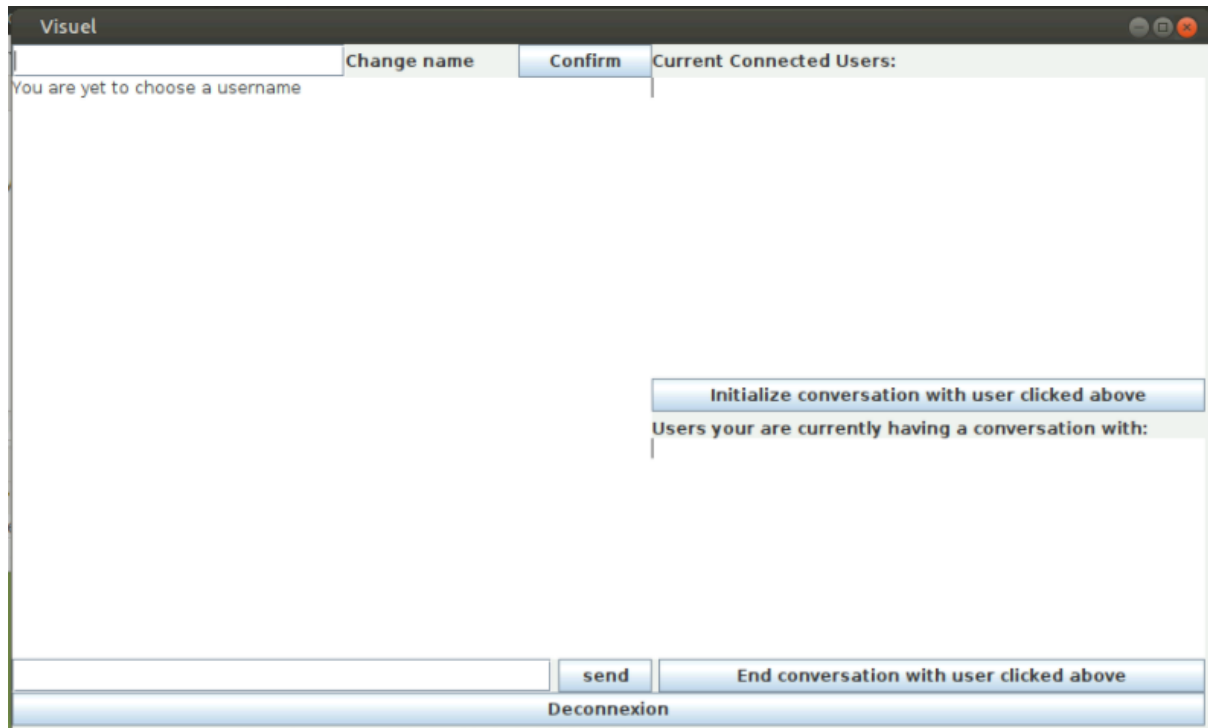 Visuel
Change name Confirm Current Connected Users:
You are yet to choose a username
Initialize conversation with user clicked above
Users your are currently having a conversation with:
send End conversation with user clicked above
Deconnexion